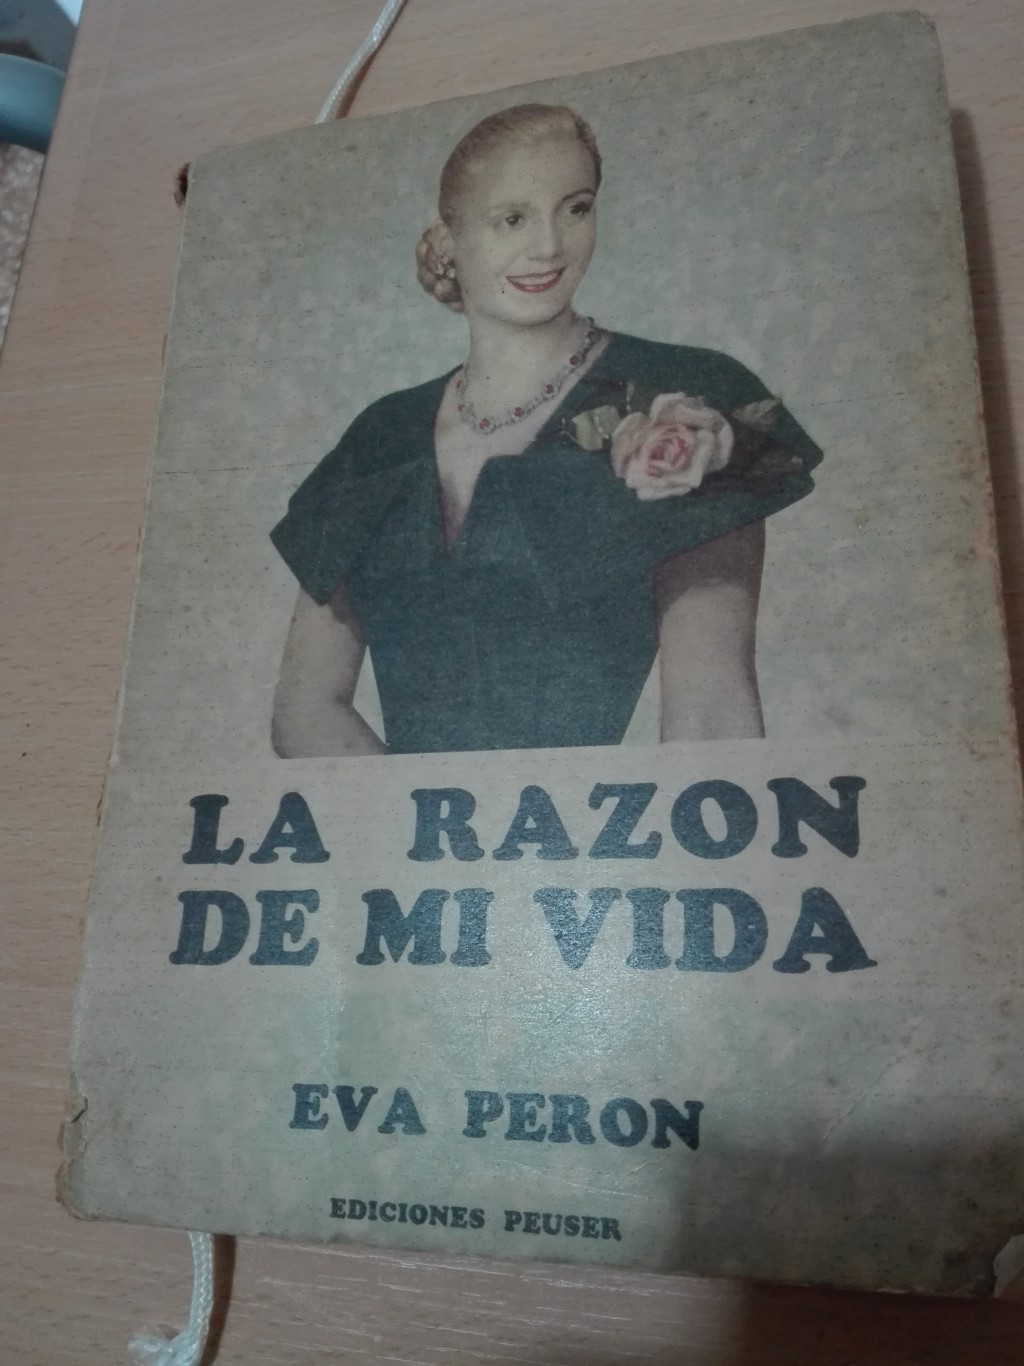 LA RAZON
DE MI VIDA
EVA PERON
EDICIONES PEUSER